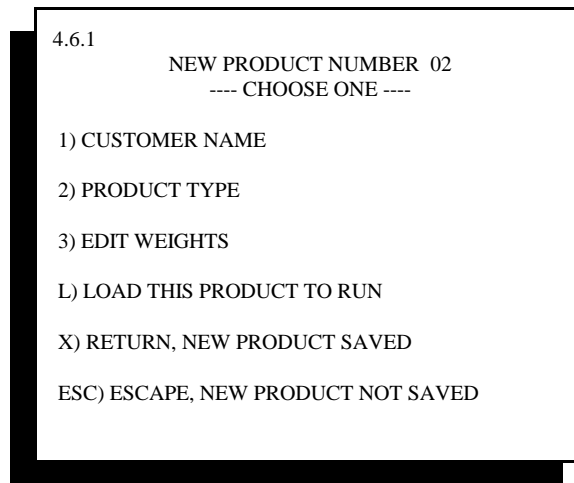 4.6.1
NEW PRODUCT NUMBER 02
---- CHOOSE ONE ----
1) CUSTOMER NAME
2) PRODUCT TYPE
3) EDIT WEIGHTS
L) LOAD THIS PRODUCT TO RUN
X) RETURN, NEW PRODUCT SAVED
ESC) ESCAPE, NEW PRODUCT NOT SAVED